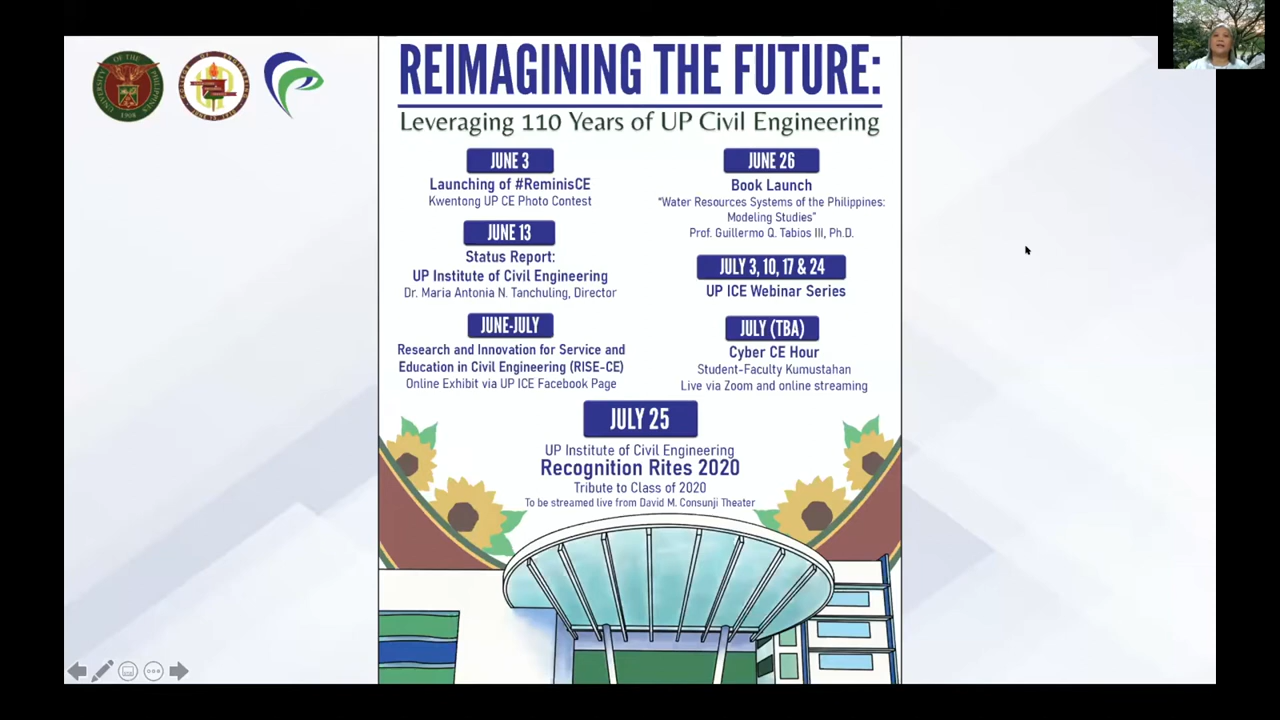 REIMAGINING THE FUTURE:
Leveraging 110 Years of UP Civil Engineering
JUNE 3
Launching of #ReminisCE
Kwentong UP CE Photo Contest
JUNE 13
Status Report:
UP Institute of Civil Engineering
Dr. Maria Antonia N. Tanchuling, Director
JUNE-JULY
Research and Innovation for Service and
Education in Civil Engineering (RISE-CE)
Online Exhibit via UP ICE Facebook Page
JUNE 26
Book Launch
"Water Resources Systems of the Philippines:
Modeling Studies"
Prof. Guillermo Q. Tabios III, Ph.D.
JULY 3, 10, 17 & 24
UP ICE Webinar Series
JULY (TBA)
Cyber CE Hour
Student-Faculty Kumustahan
Live via Zoom and online streaming
JULY 25
UP Institute of Civil Engineering
Recognition Rites 2020
Tribute to Class of 2020
To be streamed live from David M. Consunji Theater